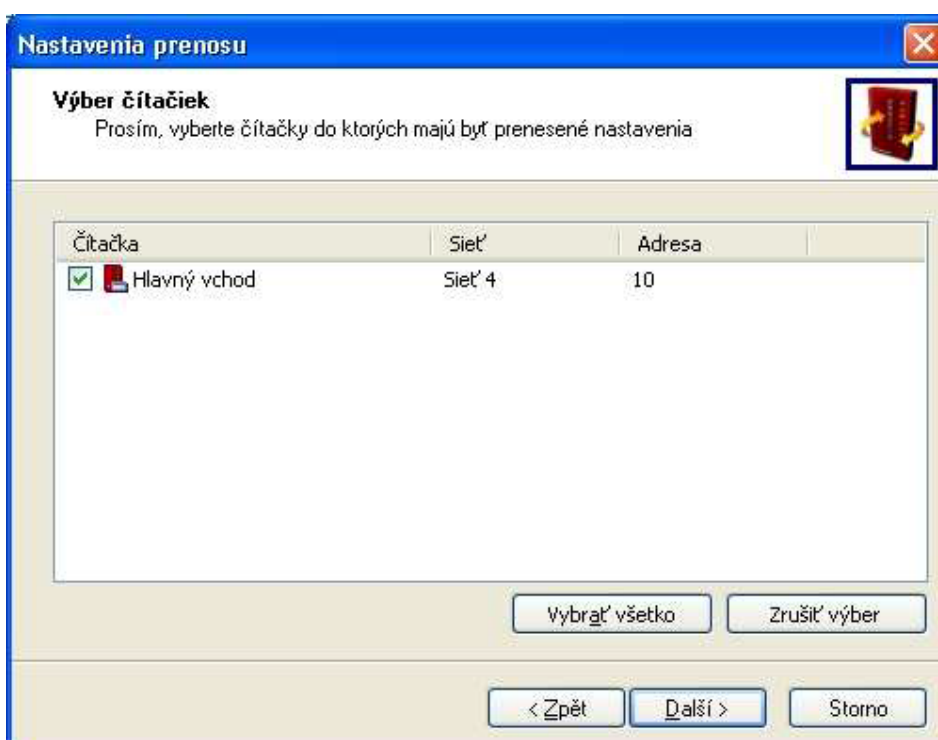 Nastavenia prenosu
Výber čítačiek
Prosím, vyberte čítačky do ktorých majú byť prenesené nastavenia
Čítačka Sieť Adresa
Hlavný vchod Sieť 4 10
Vybrať všetko Zrušiť výber
< Zpět Další > Storno